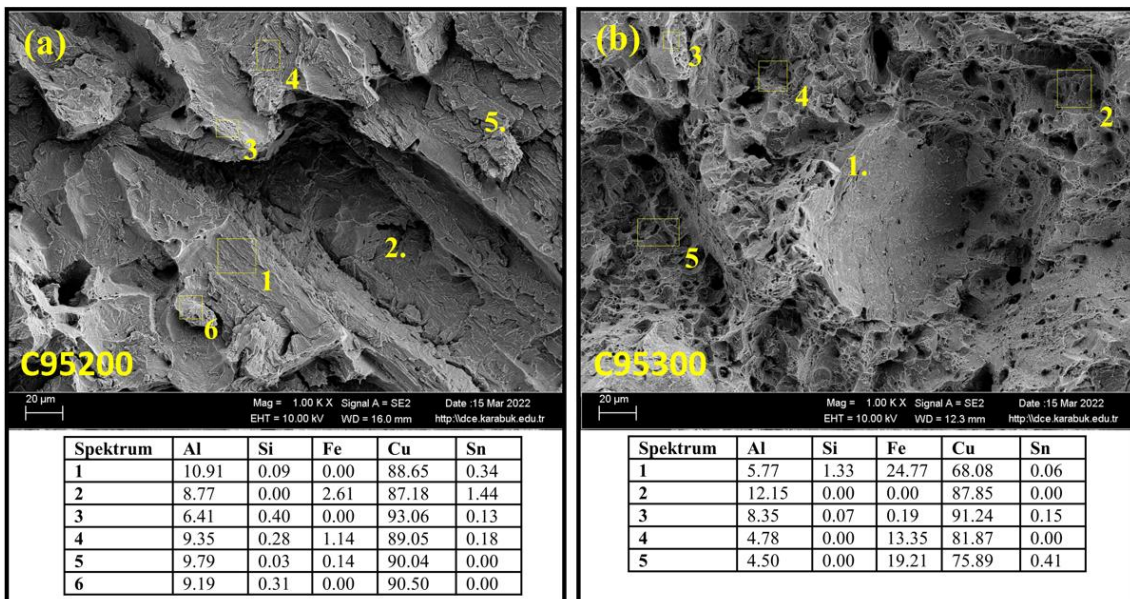 (a)
4
5.
3
2.
1
6
C95200
20 µm
Mag = 1.00 K X Signal A = SE2 Date :15 Mar 2022
EHT = 10.00 kV WD = 16.0 mm http:\\dce.karabuk.edu.tr
Spektrum Al Si Fe Cu Sn
1 10.91 0.09 0.00 88.65 0.34
2 8.77 0.00 2.61 87.18 1.44
3 6.41 0.40 0.00 93.06 0.13
4 9.35 0.28 1.14 89.05 0.18
5 9.79 0.03 0.14 90.04 0.00
6 9.19 0.31 0.00 90.50 0.00
(b)
3
4
2
1.
5
C95300
20 µm
Mag = 1.00 K X Signal A = SE2 Date :15 Mar 2022
EHT = 10.00 kV WD = 12.3 mm http:\\dce.karabuk.edu.tr
Spektrum Al Si Fe Cu Sn
1 5.77 1.33 24.77 68.08 0.06
2 12.15 0.00 0.00 87.85 0.00
3 8.35 0.07 0.19 91.24 0.15
4 4.78 0.00 13.35 81.87 0.00
5 4.50 0.00 19.21 75.89 0.41